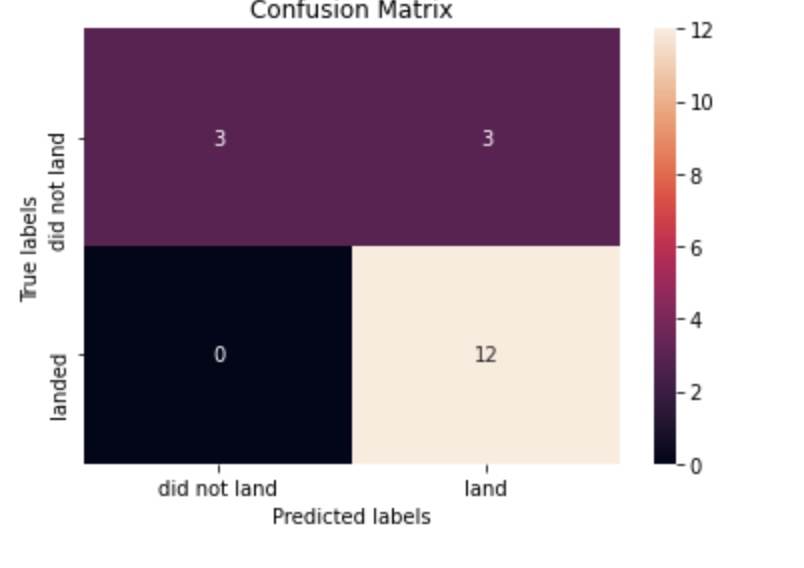 Confusion Matrix
True labels
did not land
landed
3
3
0
12
did not land
land
Predicted labels
12
10
8
6
4
2
0